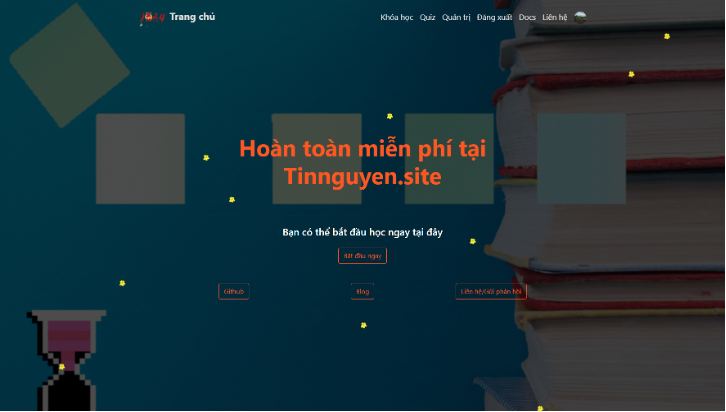 Trang chủ
Khóa học Quiz Quản trị Đăng xuất Docs Liên hệ
Hoàn toàn miễn phí tại
Tinnguyen.site
Bạn có thể bắt đầu học ngay tại đây
Bắt đầu ngay
Github Blog Liên hệ/Gửi phản hồi